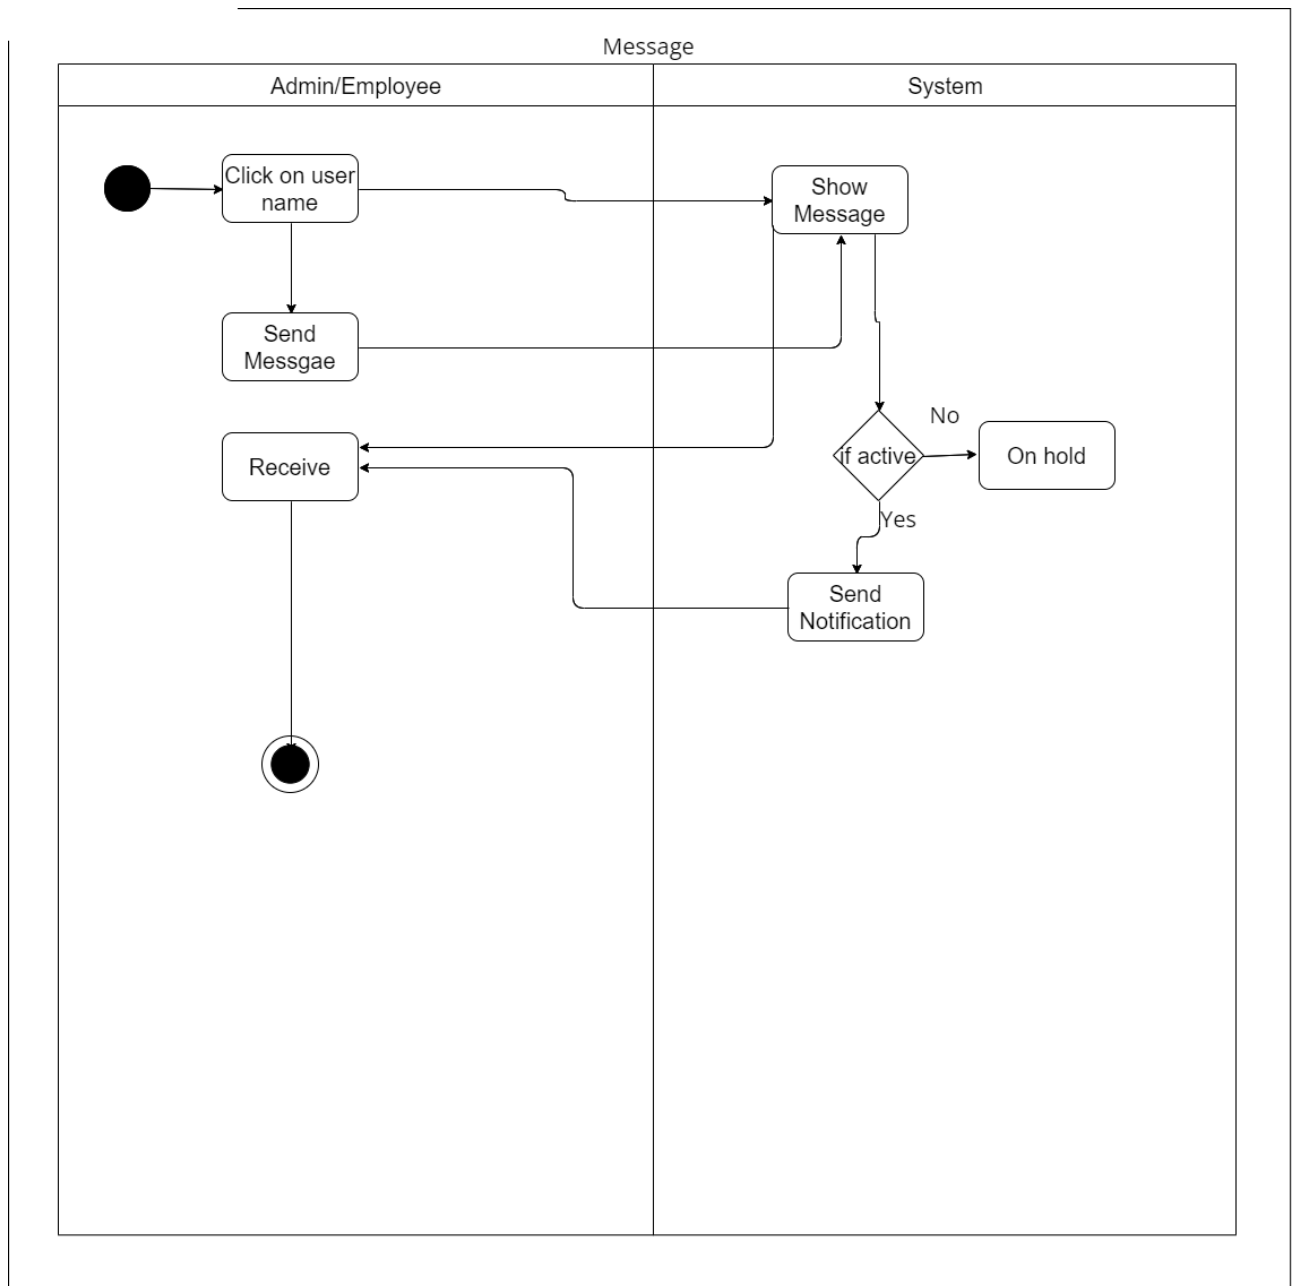 Message
Admin/Employee
System
Click on user
name
Show
Message
Send
Messgae
No
Receive
if active
On hold
Yes
Send
Notification